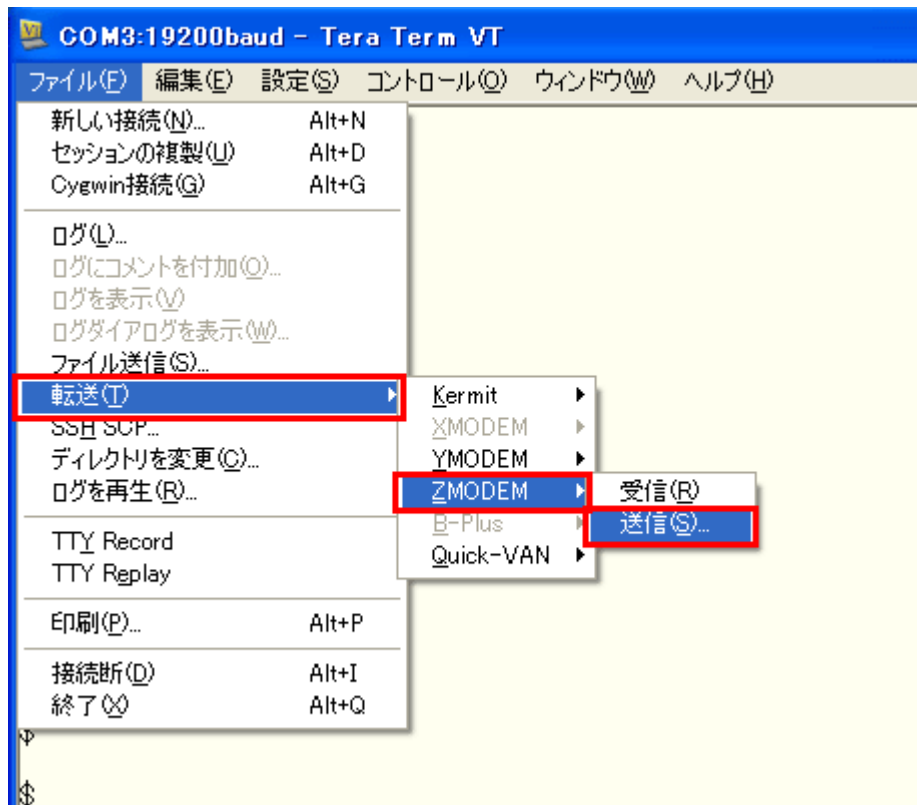 COM3:19200baud - Tera Term VT
ファイル(F) 編集(E) 設定(S) コントロール(O) ウィンドウ(W) ヘルプ(H)
新しい接続(N)... Alt+N
セッションの複製(U) Alt+D
Cygwin接続(G) Alt+G
ログ(L)...
ログにコメントを付加(O)...
ログを表示(V)
ログダイアログを表示(W)...
ファイル送信(S)...
転送(T)
SSH SCP...
ディレクトリを変更(C)...
ログを再生(R)...
TTY Record
TTY Replay
印刷(P)... Alt+P
接続断(D) Alt+I
終了(X) Alt+Q
Kermit
XMODEM
YMODEM
ZMODEM
B-Plus
Quick-VAN
受信(R)
送信(S)...
$